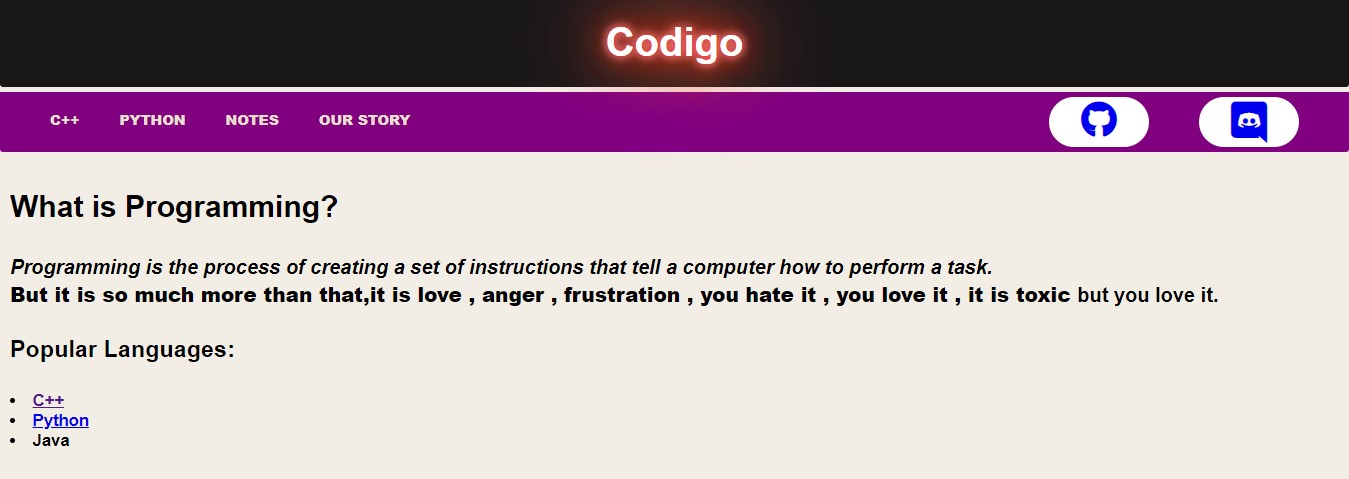 Codigo
C++ PYTHON NOTES OUR STORY
What is Programming?
Programming is the process of creating a set of instructions that tell a computer how to perform a task.
But it is so much more than that,it is love , anger , frustration , you hate it , you love it , it is toxic but you love it.
Popular Languages:
• C++
• Python
• Java